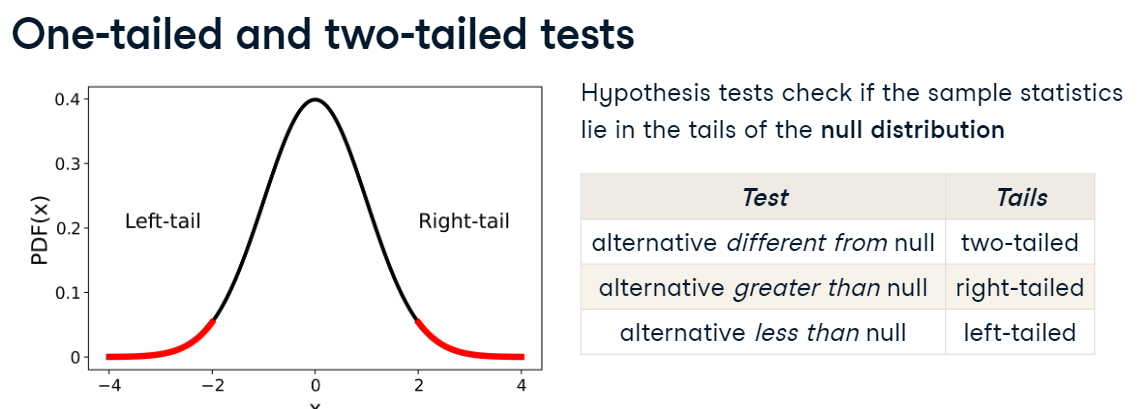 One-tailed and two-tailed tests
0.4
0.3
0.2
0.1
0
PDF(x)
Left-tail
Right-tail
−4
−2
0
2
4
Hypothesis tests check if the sample statistics
lie in the tails of the null distribution
Test Tails
alternative different from null two-tailed
alternative greater than null right-tailed
alternative less than null left-tailed